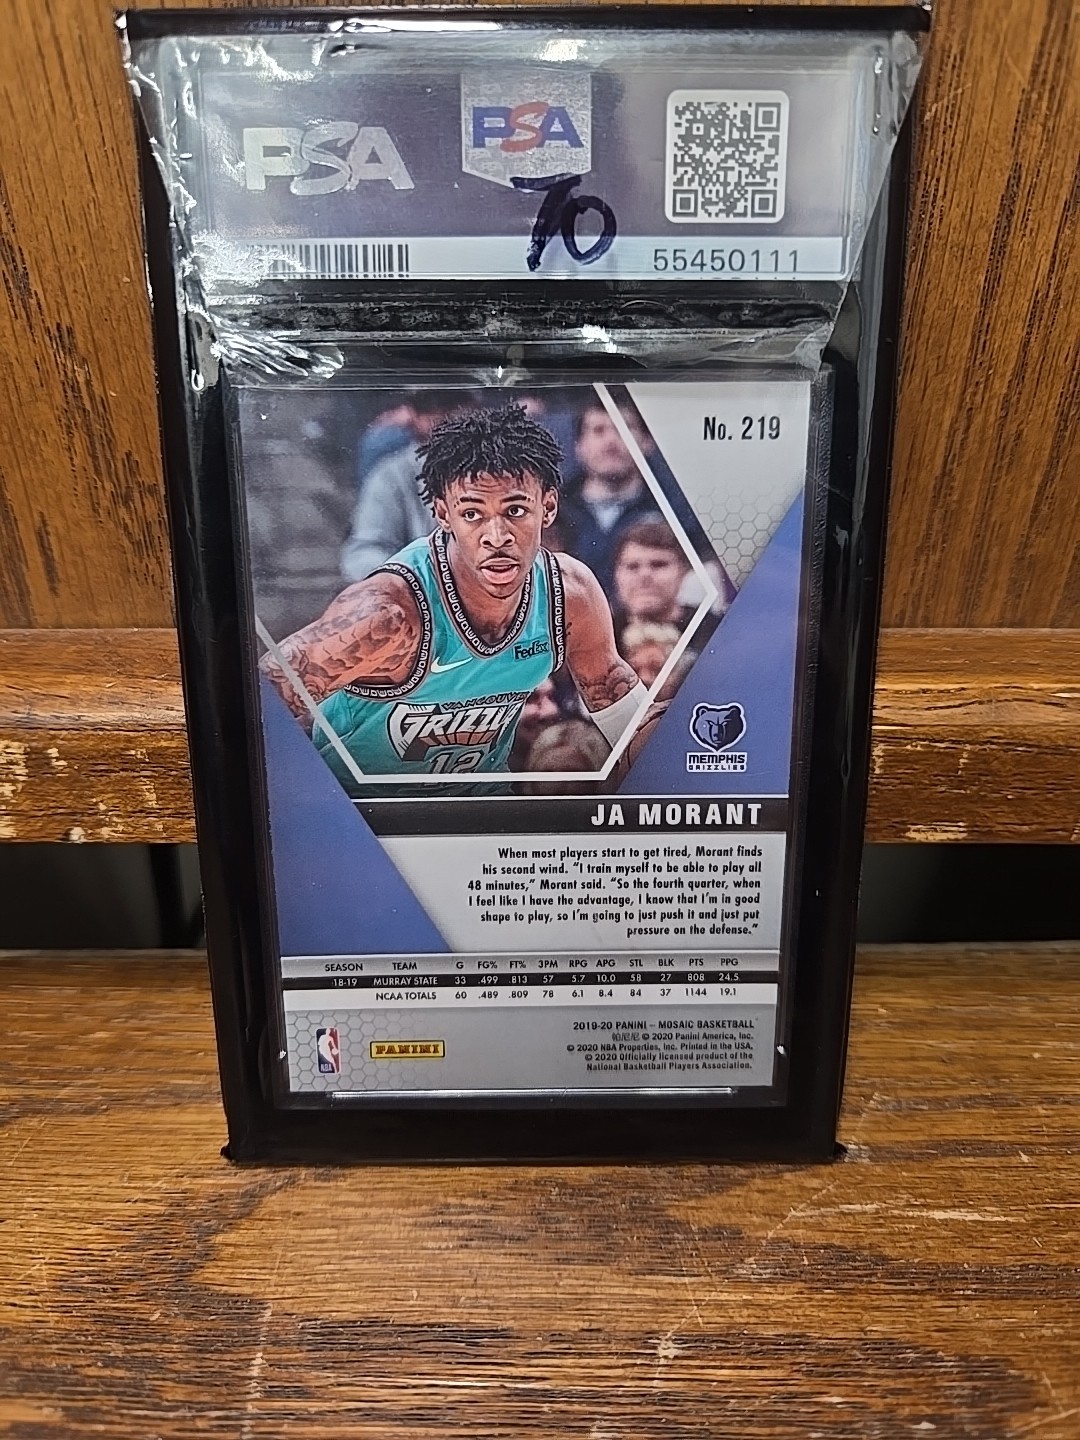 PSA
PSA
70
55450111
No. 219
FedEx
VANCOUVER
GRIZZLI
12
MEMPHIS
GRIZZLIES
JA MORANT
When most players start to get tired, Morant finds
his second wind. “I train myself to be able to play all
48 minutes,” Morant said. “So the fourth quarter, when
I feel like I have the advantage, I know that I’m in good
shape to play, so I’m going to just push it and just put
pressure on the defense.”
SEASON TEAM G FG% FT% 3PM RPG APG STL BLK PTS PPG
18-19 MURRAY STATE 33 .499 .813 57 5.7 10.0 58 27 808 24.5
NCAA TOTALS 60 .489 .809 78 6.1 8.4 84 37 1144 19.1
2019-20 PANINI – MOSAIC BASKETBALL
帕尼尼 © 2020 Panini America, Inc.
© 2020 NBA Properties, Inc. Printed in the USA.
© 2020 Officially licensed product of the
National Basketball Players Association.
NBA
PANINI